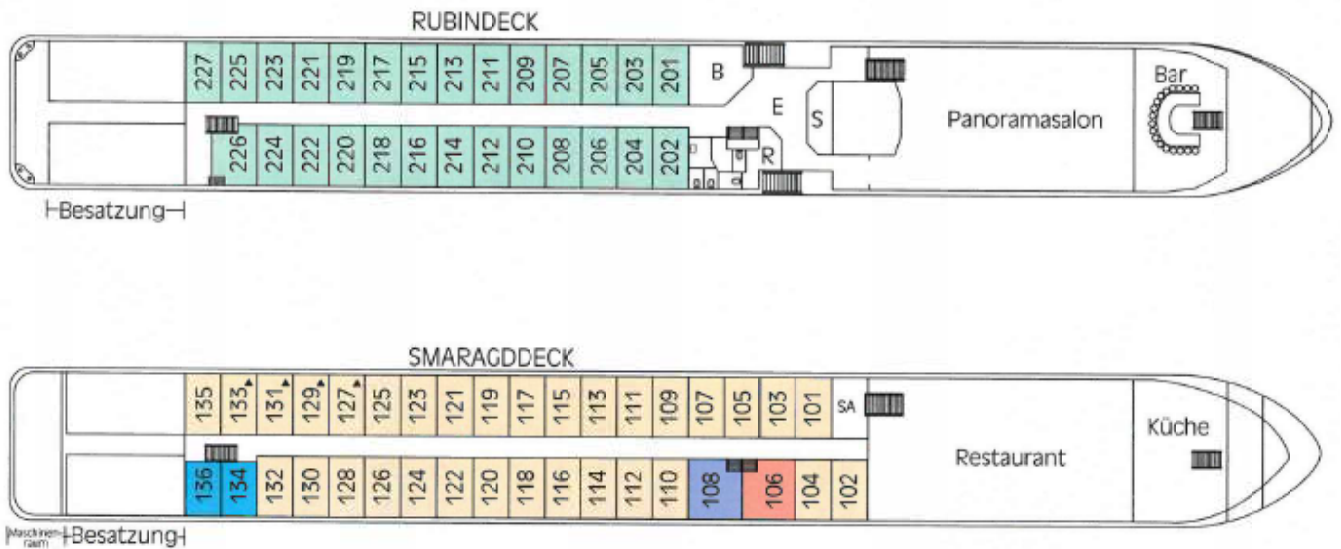 RUBINDECK
227 225 223 221 219 217 215 213 211 209 207 205 203 201 B
E S Panoramasalon Bar
226 224 222 220 218 216 214 212 210 208 206 204 202 R
Besatzung
SMARAGDDECK
135 133 131 129 127 125 123 121 119 117 115 113 111 109 107 105 103 101 SA
Restaurant Küche
136 134 132 130 128 126 124 122 120 118 116 114 112 110 108 106 104 102
Maschinen-
raum
Besatzung